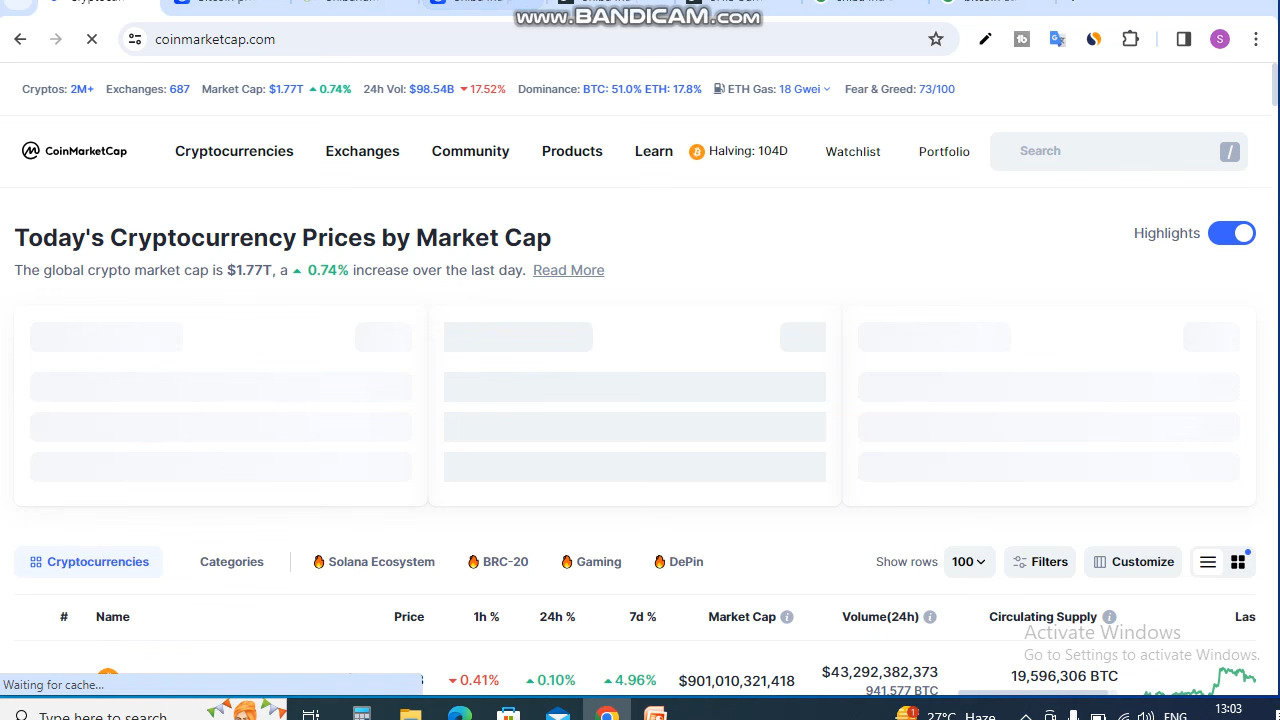 www.BANDICAM.com
coinmarketcap.com
Cryptos: 2M+ Exchanges: 687 Market Cap: $1.77T 0.74% 24h Vol: $98.54B 17.52% Dominance: BTC: 51.0% ETH: 17.8% ETH Gas: 18 Gwei Fear & Greed: 73/100
CoinMarketCap Cryptocurrencies Exchanges Community Products Learn Halving: 104D Watchlist Portfolio Search /
Today's Cryptocurrency Prices by Market Cap Highlights
The global crypto market cap is $1.77T, a 0.74% increase over the last day. Read More
Cryptocurrencies Categories Solana Ecosystem BRC-20 Gaming DePin Show rows 100 Filters Customize
# Name Price 1h % 24h % 7d % Market Cap Volume(24h) Circulating Supply Las
Activate Windows
Go to Settings to activate Windows.
0.41% 0.10% 4.96% $901,010,321,418 $43,292,382,373 19,596,306 BTC
941,577 BTC
Waiting for cache...
Type here to search 27°C Haze ENG 13:03